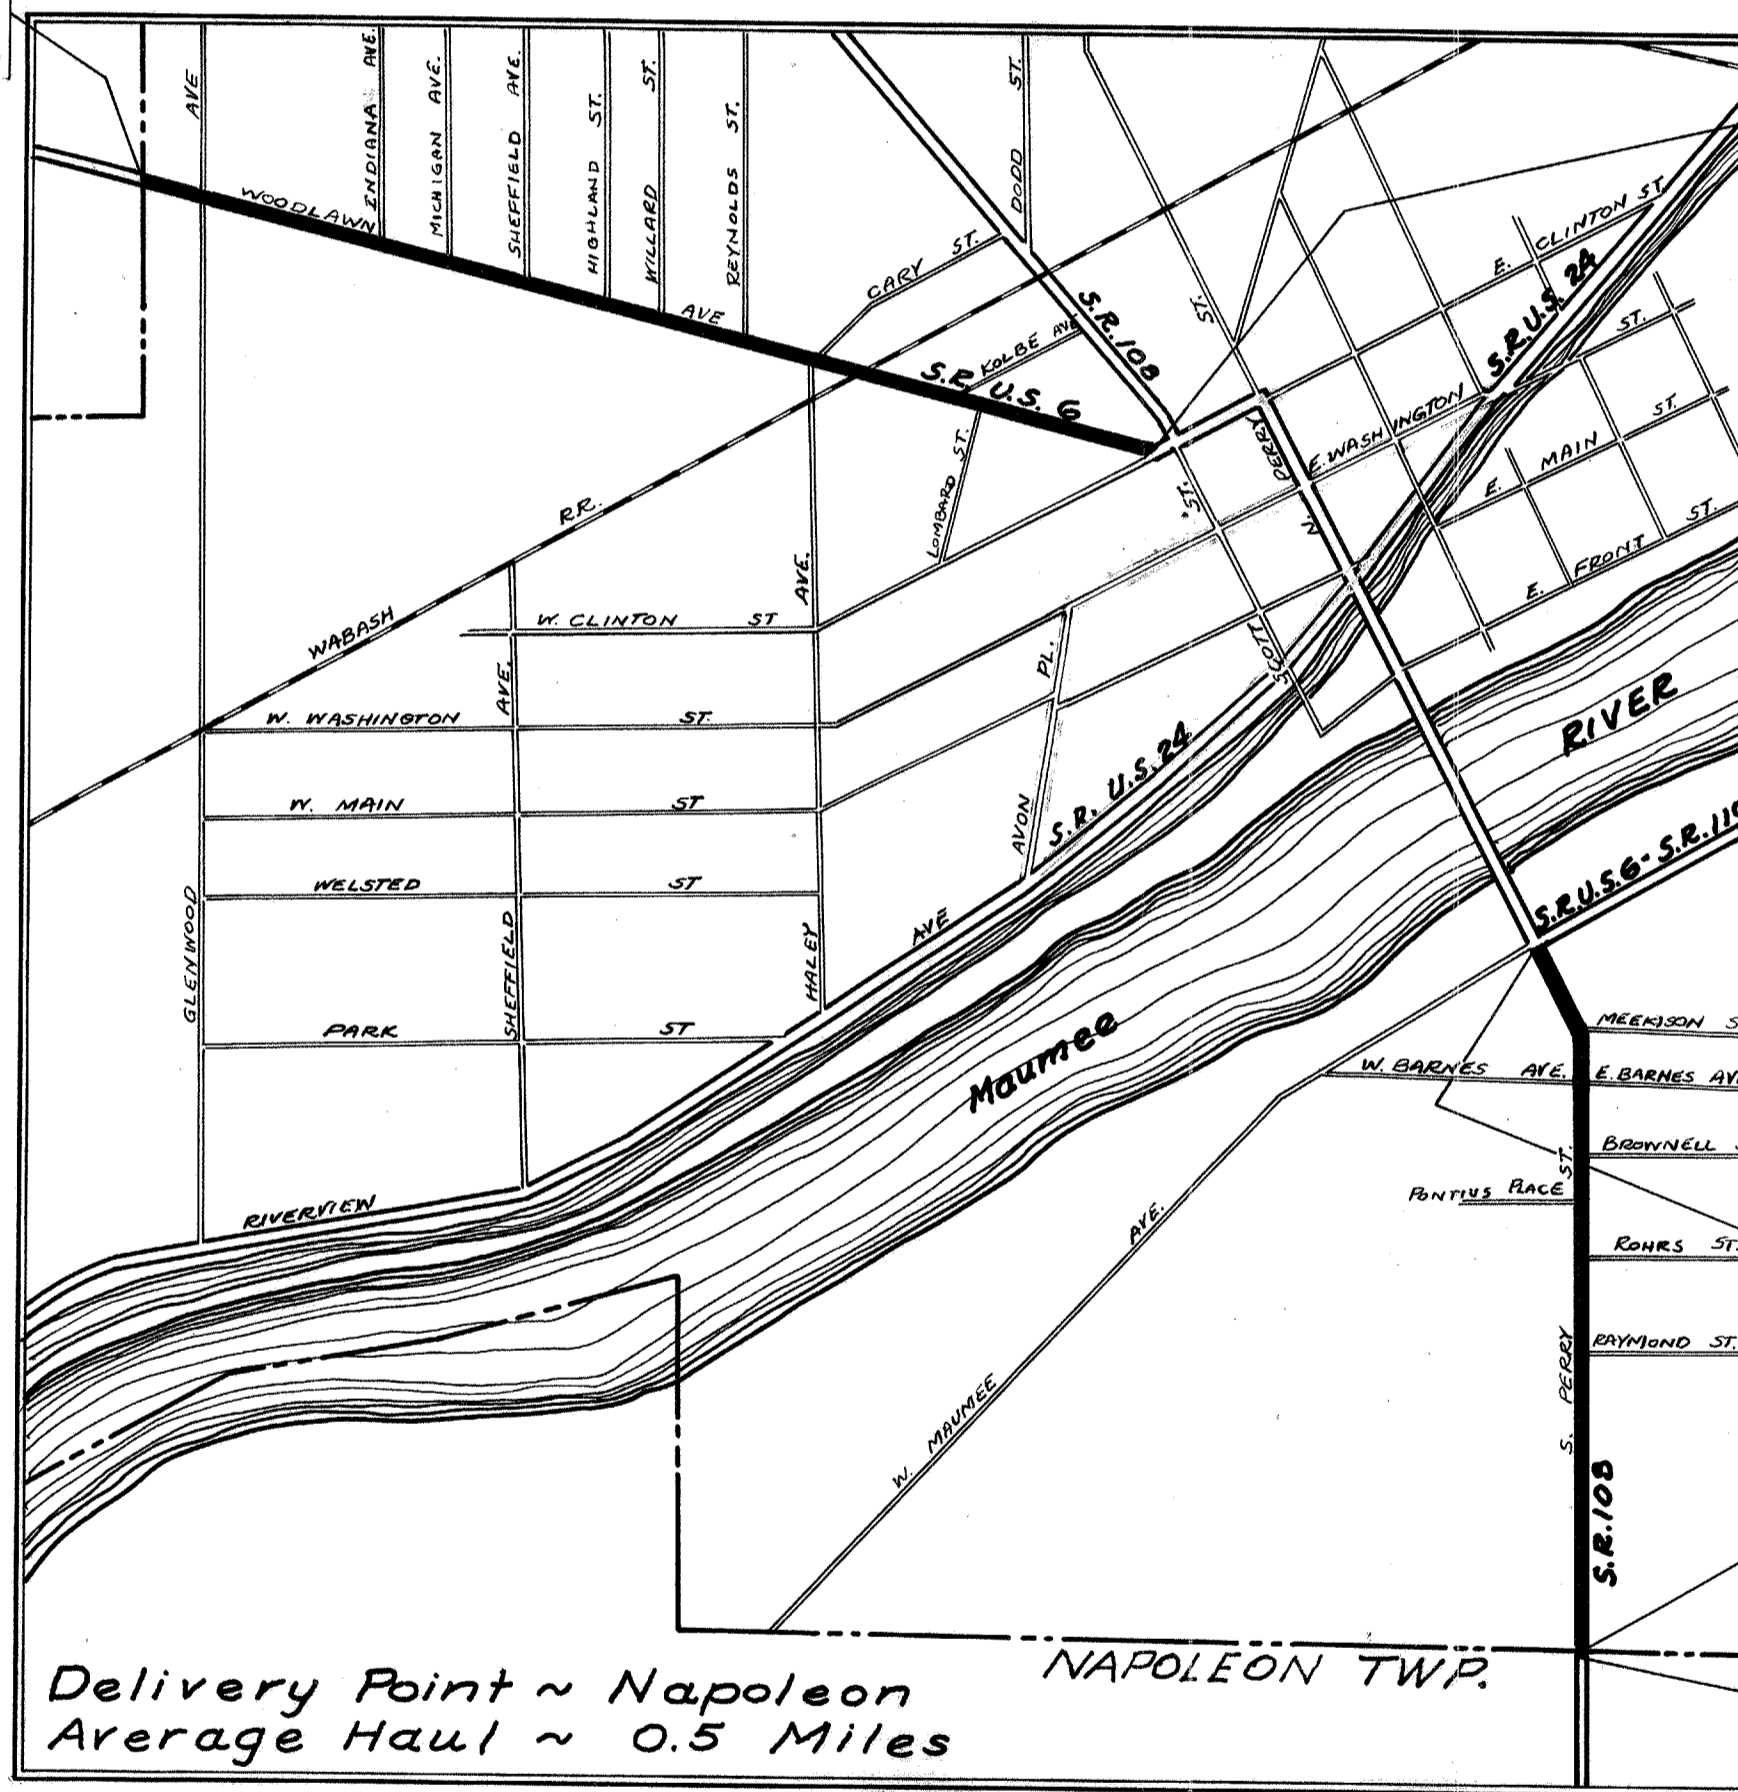 AVE
INDIANA AVE.
MICHIGAN AVE.
SHEFFIELD AVE.
HIGHLAND ST.
WILLARD ST.
REYNOLDS ST.
DODD ST.
WOODLAWN
AVE
CARY ST.
S.R.108
KOLBE AVE
S.R. U.S. 6
LOMBARD ST.
ST.
E. CLINTON ST.
S.R.U.S. 24
ST.
E. WASHINGTON
PERRY
N.
ST.
SCOTT
E. MAIN ST.
E. FRONT ST.
R.R.
WABASH
W. CLINTON ST
AVE.
AVE.
W. WASHINGTON ST.
W. MAIN ST
WELSTED ST
PARK ST
GLENWOOD
SHEFFIELD
HALEY
AVON PL.
S.R. U.S. 24
AVE
RIVERVIEW
Maumee
RIVER
S.R.U.S.6-S.R.11
MEEKISON S
W. BARNES AVE.
E. BARNES AV
BROWNELL
PONTIUS PLACE
ROHRS ST.
RAYMOND ST.
S. PERRY ST.
S.R.108
W. MAUMEE AVE.
NAPOLEON TWP.
Delivery Point ~ Napoleon
Average Haul ~ 0.5 Miles